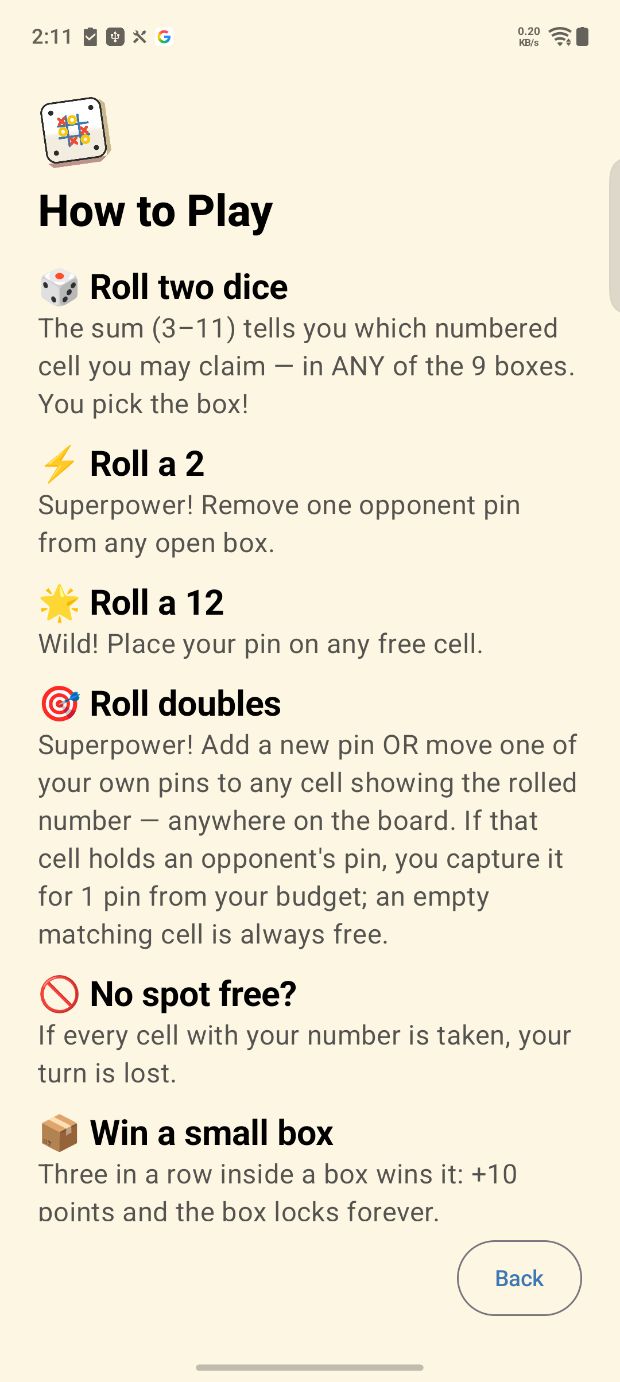 2:11
0.20
KB/s
How to Play
Roll two dice
The sum (3–11) tells you which numbered
cell you may claim — in ANY of the 9 boxes.
You pick the box!
Roll a 2
Superpower! Remove one opponent pin
from any open box.
Roll a 12
Wild! Place your pin on any free cell.
Roll doubles
Superpower! Add a new pin OR move one of
your own pins to any cell showing the rolled
number — anywhere on the board. If that
cell holds an opponent's pin, you capture it
for 1 pin from your budget; an empty
matching cell is always free.
No spot free?
If every cell with your number is taken, your
turn is lost.
Win a small box
Three in a row inside a box wins it: +10
points and the box locks forever.
Back